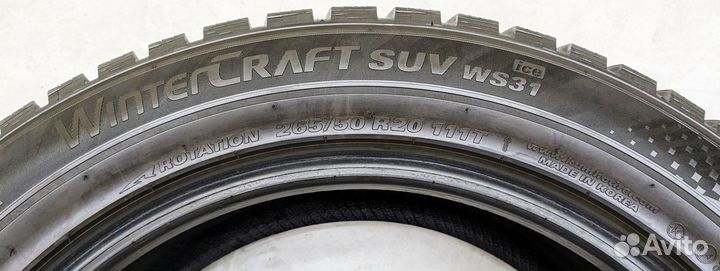 WINTERCRAFT SUV WS31 ice
ROTATION 265/50 R20 111T
MADE IN KOREA
Avito